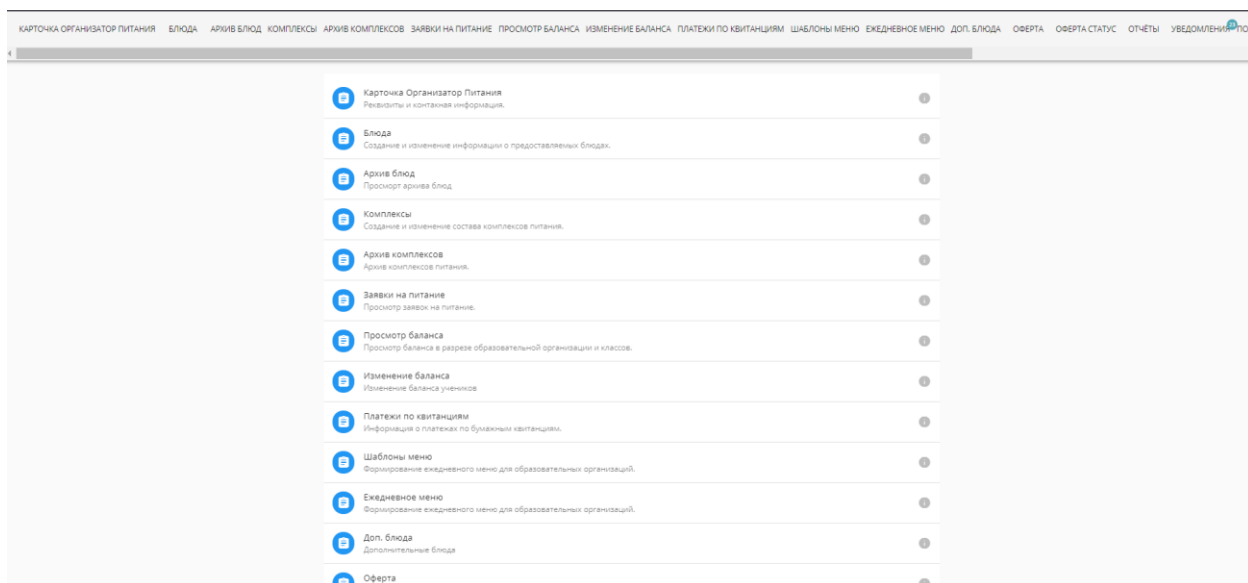 КАРТОЧКА ОРГАНИЗАТОР ПИТАНИЯ БЛЮДА АРХИВ БЛЮД КОМПЛЕКСЫ АРХИВ КОМПЛЕКСОВ ЗАЯВКИ НА ПИТАНИЕ ПРОСМОТР БАЛАНСА ИЗМЕНЕНИЕ БАЛАНСА ПЛАТЕЖИ ПО КВИТАНЦИЯМ ШАБЛОНЫ МЕНЮ ЕЖЕДНЕВНОЕ МЕНЮ ДОП. БЛЮДА ОФЕРТА ОФЕРТА СТАТУС ОТЧЁТЫ УВЕДОМЛЕНИЯ ПО
Карточка Организатор Питания
Реквизиты и контакная информация.
Блюда
Создание и изменение информации о предоставляемых блюдах.
Архив блюд
Просморт архива блюд
Комплексы
Создание и изменение состава комплексов питания.
Архив комплексов
Архив комплексов питания.
Заявки на питание
Просмотр заявок на питание.
Просмотр баланса
Просмотр баланса в разрезе образовательной организации и классов.
Изменение баланса
Изменение баланса учеников
Платежи по квитанциям
Информация о платежах по бумажным квитанциям.
Шаблоны меню
Формирование ежедневного меню для образовательных организаций.
Ежедневное меню
Формирование ежедневного меню для образовательных организаций.
Доп. блюда
Дополнительные блюда
Оферта